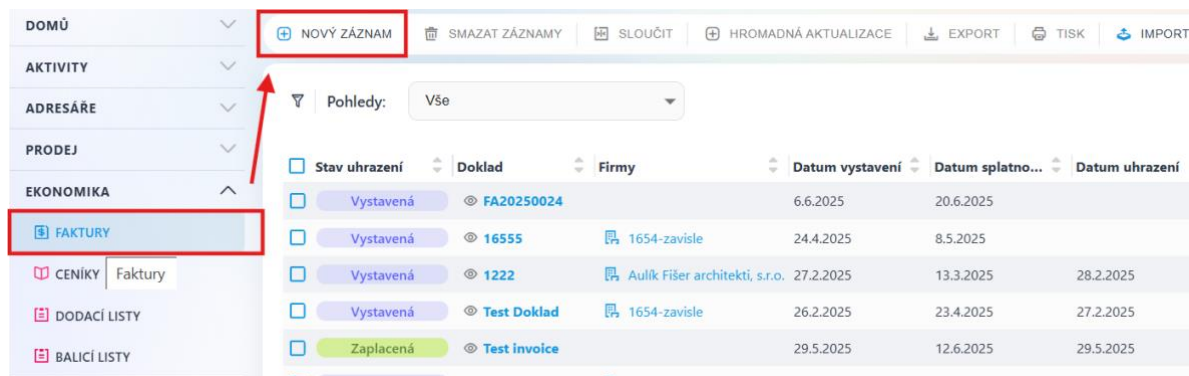 DOMŮ
AKTIVITY
ADRESÁŘE
PRODEJ
EKONOMIKA
FAKTURY
CENÍKY Faktury
DODACÍ LISTY
BALICÍ LISTY
NOVÝ ZÁZNAM SMAZAT ZÁZNAMY SLOUČIT HROMADNÁ AKTUALIZACE EXPORT TISK IMPORT
Pohledy: Vše
Stav uhrazení Doklad Firmy Datum vystavení Datum splatno... Datum uhrazení
Vystavená FA20250024 6.6.2025 20.6.2025
Vystavená 16555 1654-zavisle 24.4.2025 8.5.2025
Vystavená 1222 Aulík Fišer architekti, s.r.o. 27.2.2025 13.3.2025 28.2.2025
Vystavená Test Doklad 1654-zavisle 26.2.2025 23.4.2025 27.2.2025
Zaplacená Test invoice 29.5.2025 12.6.2025 29.5.2025